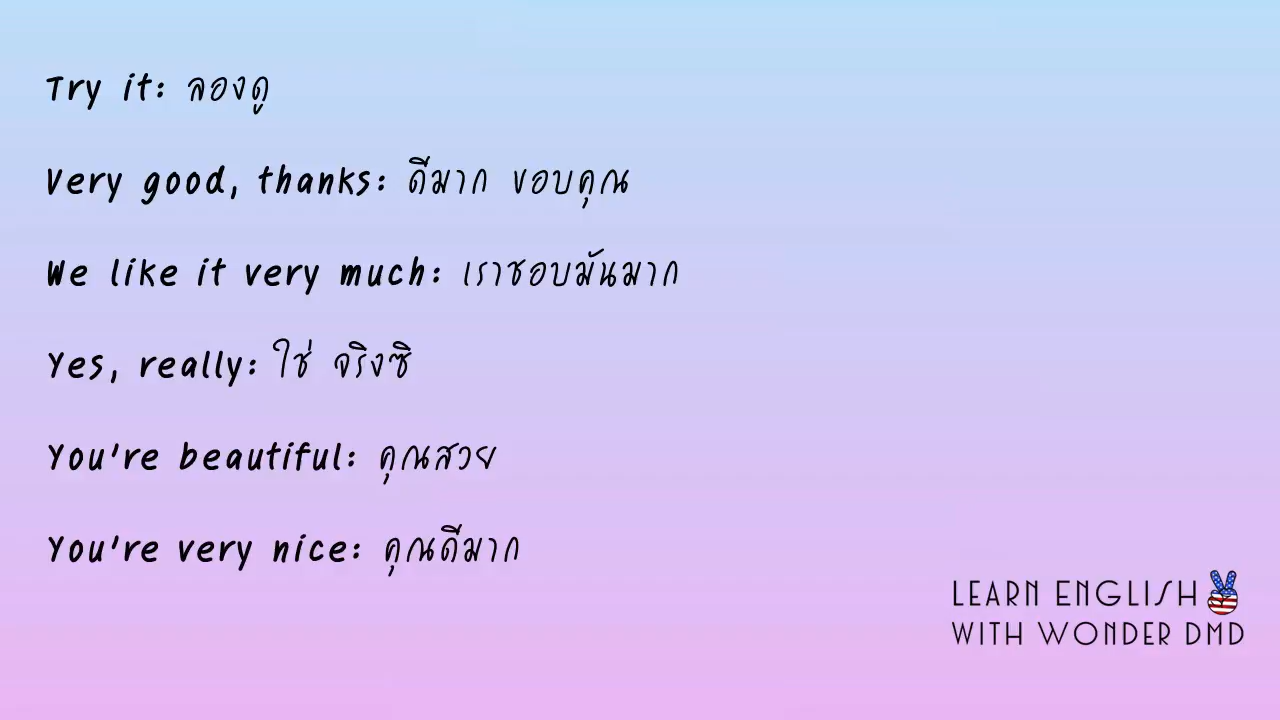 Try it: ลองดู
Very good, thanks: ดีมาก ขอบคุณ
We like it very much: เราชอบมันมาก
Yes, really: ใช่ จริงซิ
You're beautiful: คุณสวย
You're very nice: คุณดีมาก
LEARN ENGLISH
WITH WONDER DMD